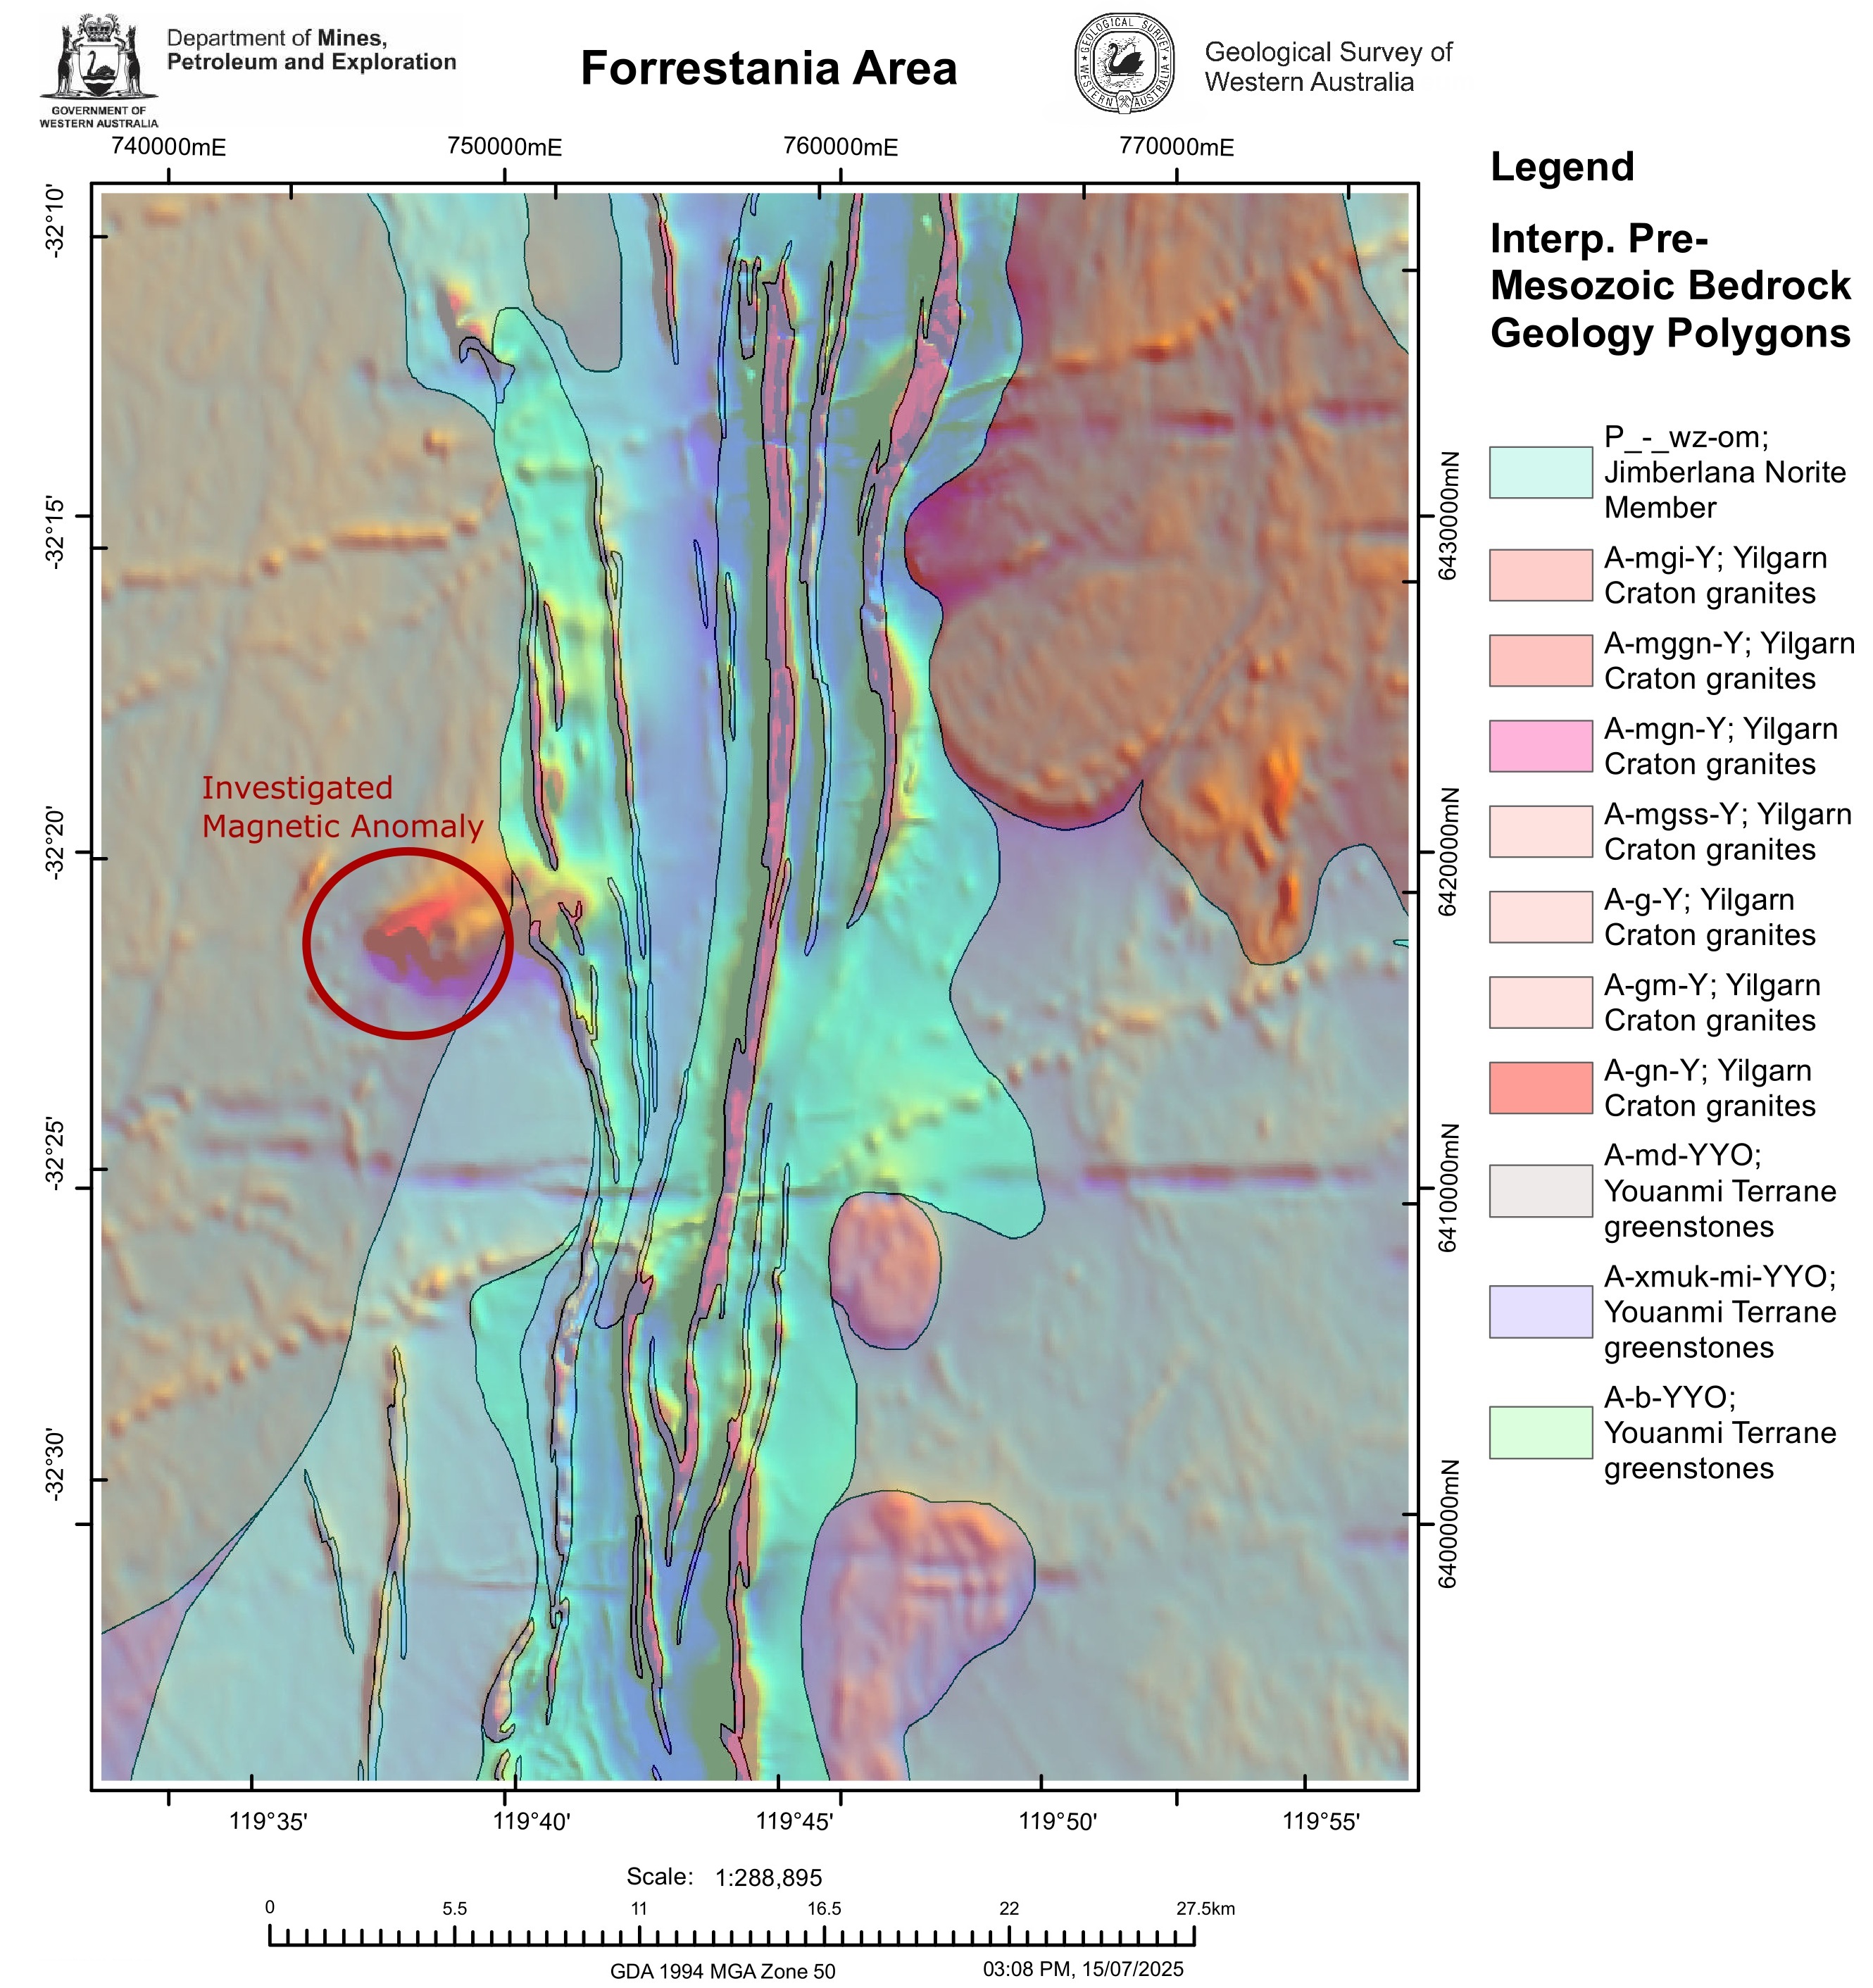 Department of Mines,
Petroleum and Exploration
GOVERNMENT OF
WESTERN AUSTRALIA
Forrestania Area
GEOLOGICAL SURVEY OF
WESTERN AUSTRALIA
Geological Survey of
Western Australia
740000mE
750000mE
760000mE
770000mE
-32°10'
-32°15'
-32°20'
-32°25'
-32°30'
6430000mN
6420000mN
6410000mN
6400000mN
Investigated
Magnetic Anomaly
119°35'
119°40'
119°45'
119°50'
119°55'
Legend
Interp. Pre-
Mesozoic Bedrock
Geology Polygons
P_-_wz-om;
Jimberlana Norite
Member
A-mgi-Y; Yilgarn
Craton granites
A-mggn-Y; Yilgarn
Craton granites
A-mgn-Y; Yilgarn
Craton granites
A-mgss-Y; Yilgarn
Craton granites
A-g-Y; Yilgarn
Craton granites
A-gm-Y; Yilgarn
Craton granites
A-gn-Y; Yilgarn
Craton granites
A-md-YYO;
Youanmi Terrane
greenstones
A-xmuk-mi-YYO;
Youanmi Terrane
greenstones
A-b-YYO;
Youanmi Terrane
greenstones
Scale: 1:288,895
0 5.5 11 16.5 22 27.5km
GDA 1994 MGA Zone 50 03:08 PM, 15/07/2025